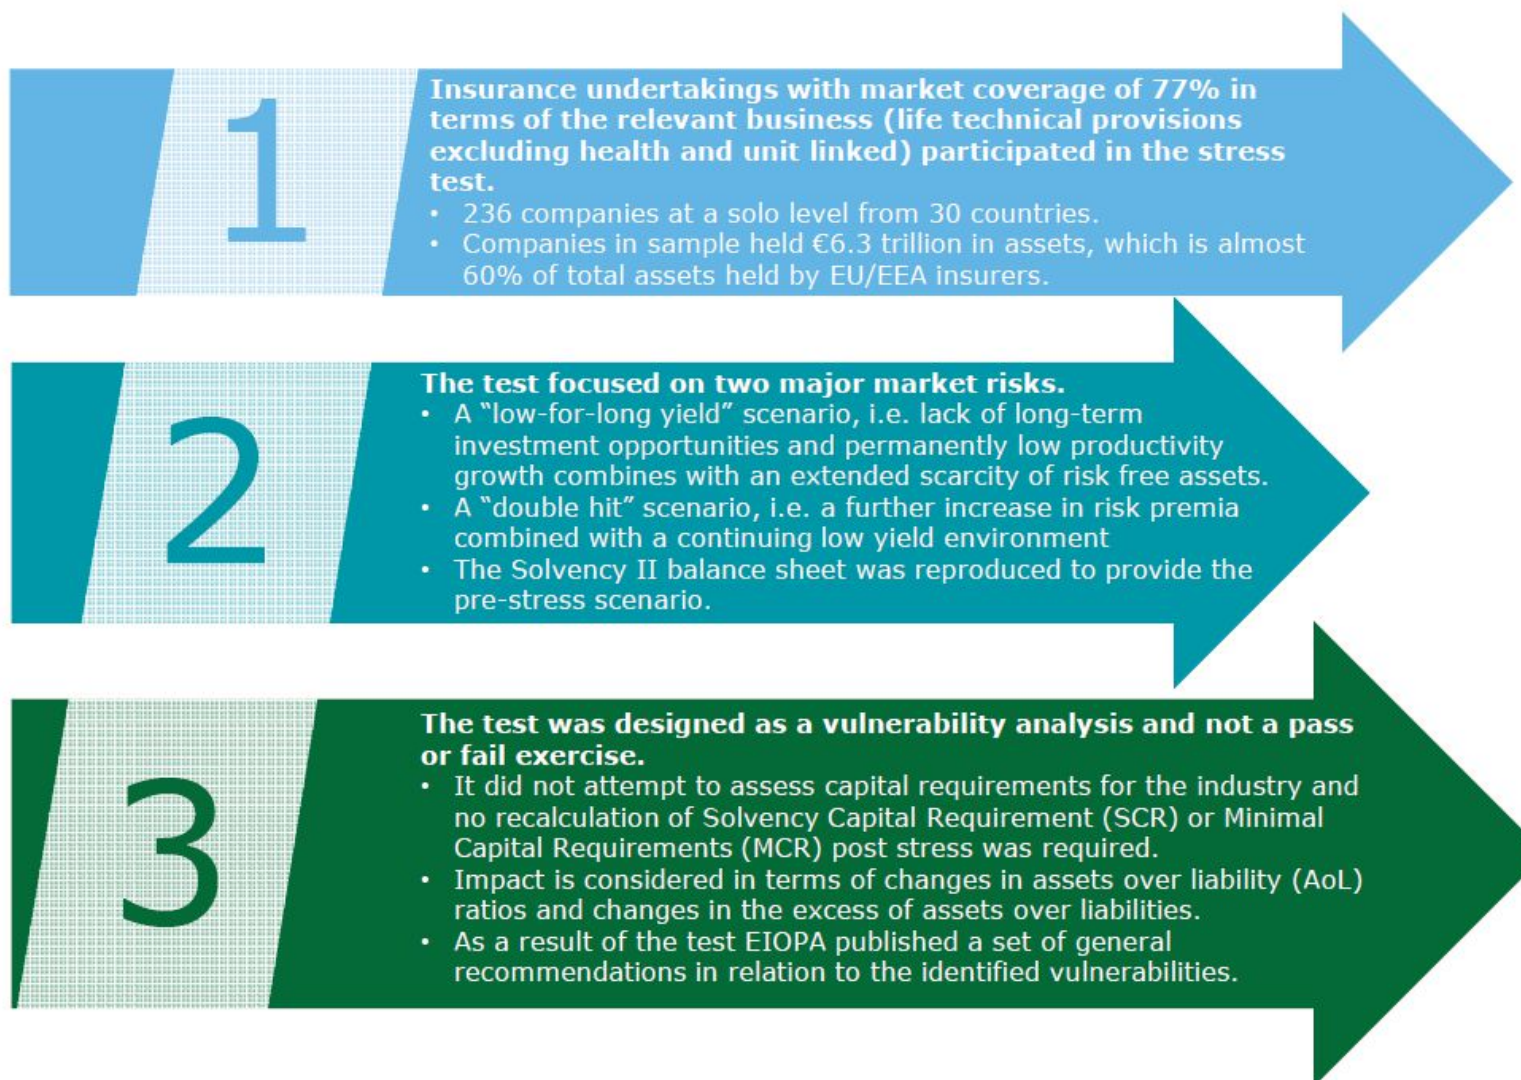 1
Insurance undertakings with market coverage of 77% in
terms of the relevant business (life technical provisions
excluding health and unit linked) participated in the stress
test.
• 236 companies at a solo level from 30 countries.
• Companies in sample held €6.3 trillion in assets, which is almost
60% of total assets held by EU/EEA insurers.
2
The test focused on two major market risks.
• A “low-for-long yield” scenario, i.e. lack of long-term
investment opportunities and permanently low productivity
growth combines with an extended scarcity of risk free assets.
• A “double hit” scenario, i.e. a further increase in risk premia
combined with a continuing low yield environment
• The Solvency II balance sheet was reproduced to provide the
pre-stress scenario.
3
The test was designed as a vulnerability analysis and not a pass
or fail exercise.
• It did not attempt to assess capital requirements for the industry and
no recalculation of Solvency Capital Requirement (SCR) or Minimal
Capital Requirements (MCR) post stress was required.
• Impact is considered in terms of changes in assets over liability (AoL)
ratios and changes in the excess of assets over liabilities.
• As a result of the test EIOPA published a set of general
recommendations in relation to the identified vulnerabilities.